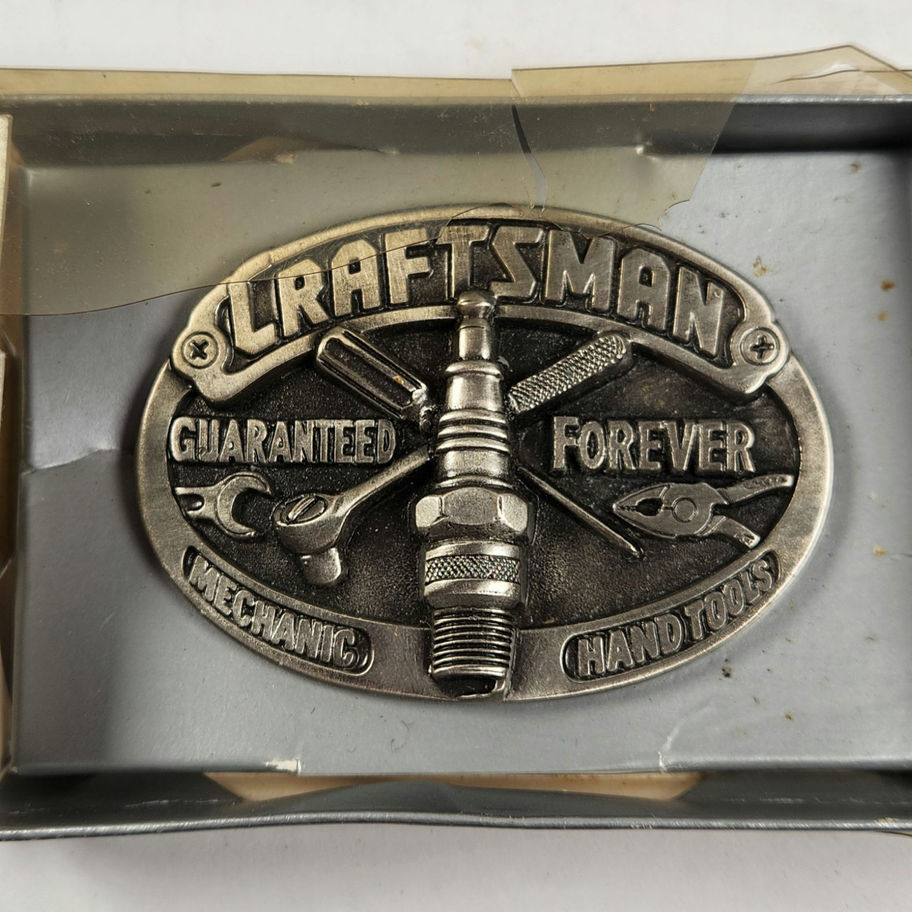 CRAFTSMAN
GUARANTEED FOREVER
MECHANIC HAND TOOLS